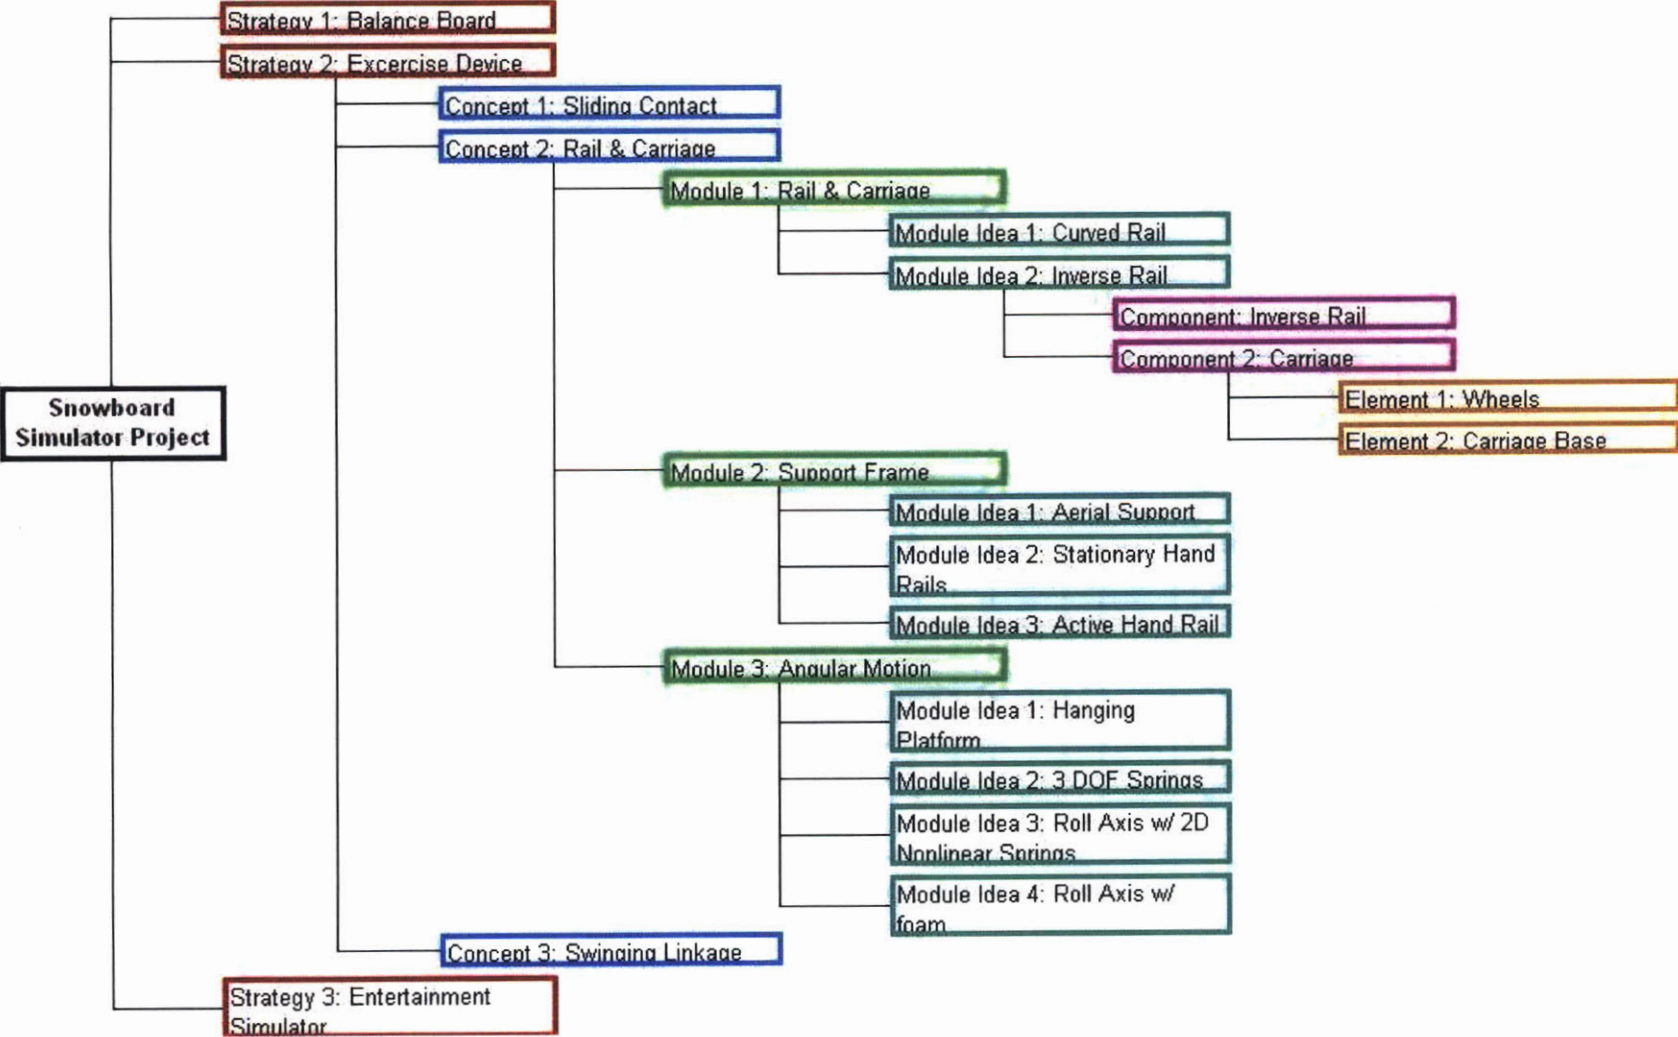 Strategy 1: Balance Board
Strategy 2: Excercise Device
Concept 1: Sliding Contact
Concept 2: Rail & Carriage
Module 1: Rail & Carriage
Module Idea 1: Curved Rail
Module Idea 2: Inverse Rail
Component: Inverse Rail
Component 2: Carriage
Element 1: Wheels
Element 2: Carriage Base
Snowboard
Simulator Project
Module 2: Support Frame
Module Idea 1: Aerial Support
Module Idea 2: Stationary Hand
Rails
Module Idea 3: Active Hand Rail
Module 3: Angular Motion
Module Idea 1: Hanging
Platform
Module Idea 2: 3 DOF Springs
Module Idea 3: Roll Axis w/ 2D
Nonlinear Springs
Module Idea 4: Roll Axis w/
foam
Concept 3: Swinging Linkage
Strategy 3: Entertainment
Simulator